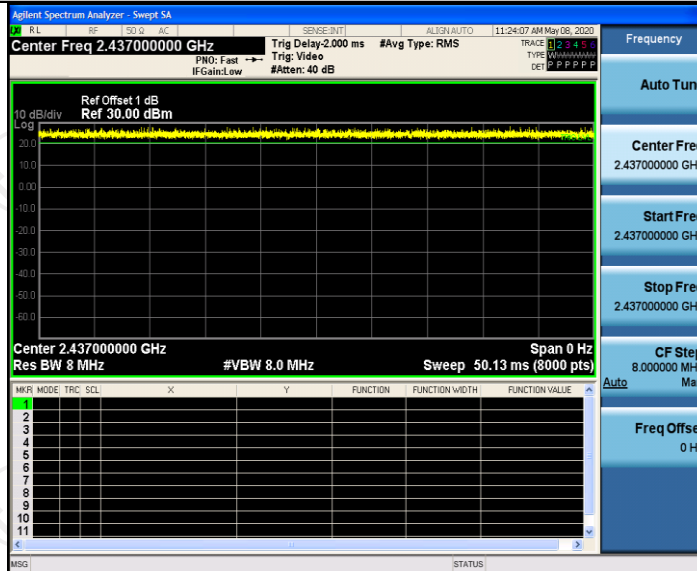 Agilent Spectrum Analyzer - Swept SA
RL RF 50 Ω AC SENSE:INT ALIGN AUTO 11:24:07 AM May 08, 2020
Center Freq 2.437000000 GHz
PNO: Fast
IFGain:Low
Trig Delay-2.000 ms
Trig: Video
#Atten: 40 dB
#Avg Type: RMS
TRACE 1 2 3 4 5 6
TYPE WWWWWW
DET P P P P P P
Ref Offset 1 dB
10 dB/div Ref 30.00 dBm
Log
20.0
10.0
0.00
-10.0
-20.0
-30.0
-40.0
-50.0
-60.0
Center 2.437000000 GHz Span 0 Hz
Res BW 8 MHz #VBW 8.0 MHz Sweep 50.13 ms (8000 pts)
MKR MODE TRC SCL X Y FUNCTION FUNCTION WIDTH FUNCTION VALUE
1
2
3
4
5
6
7
8
9
10
11
MSG STATUS
Frequency
Auto Tun
Center Fre
2.437000000 GH
Start Fre
2.437000000 GH
Stop Fre
2.437000000 GH
CF Ste
8.000000 MH
Auto Ma
Freq Offse
0 H